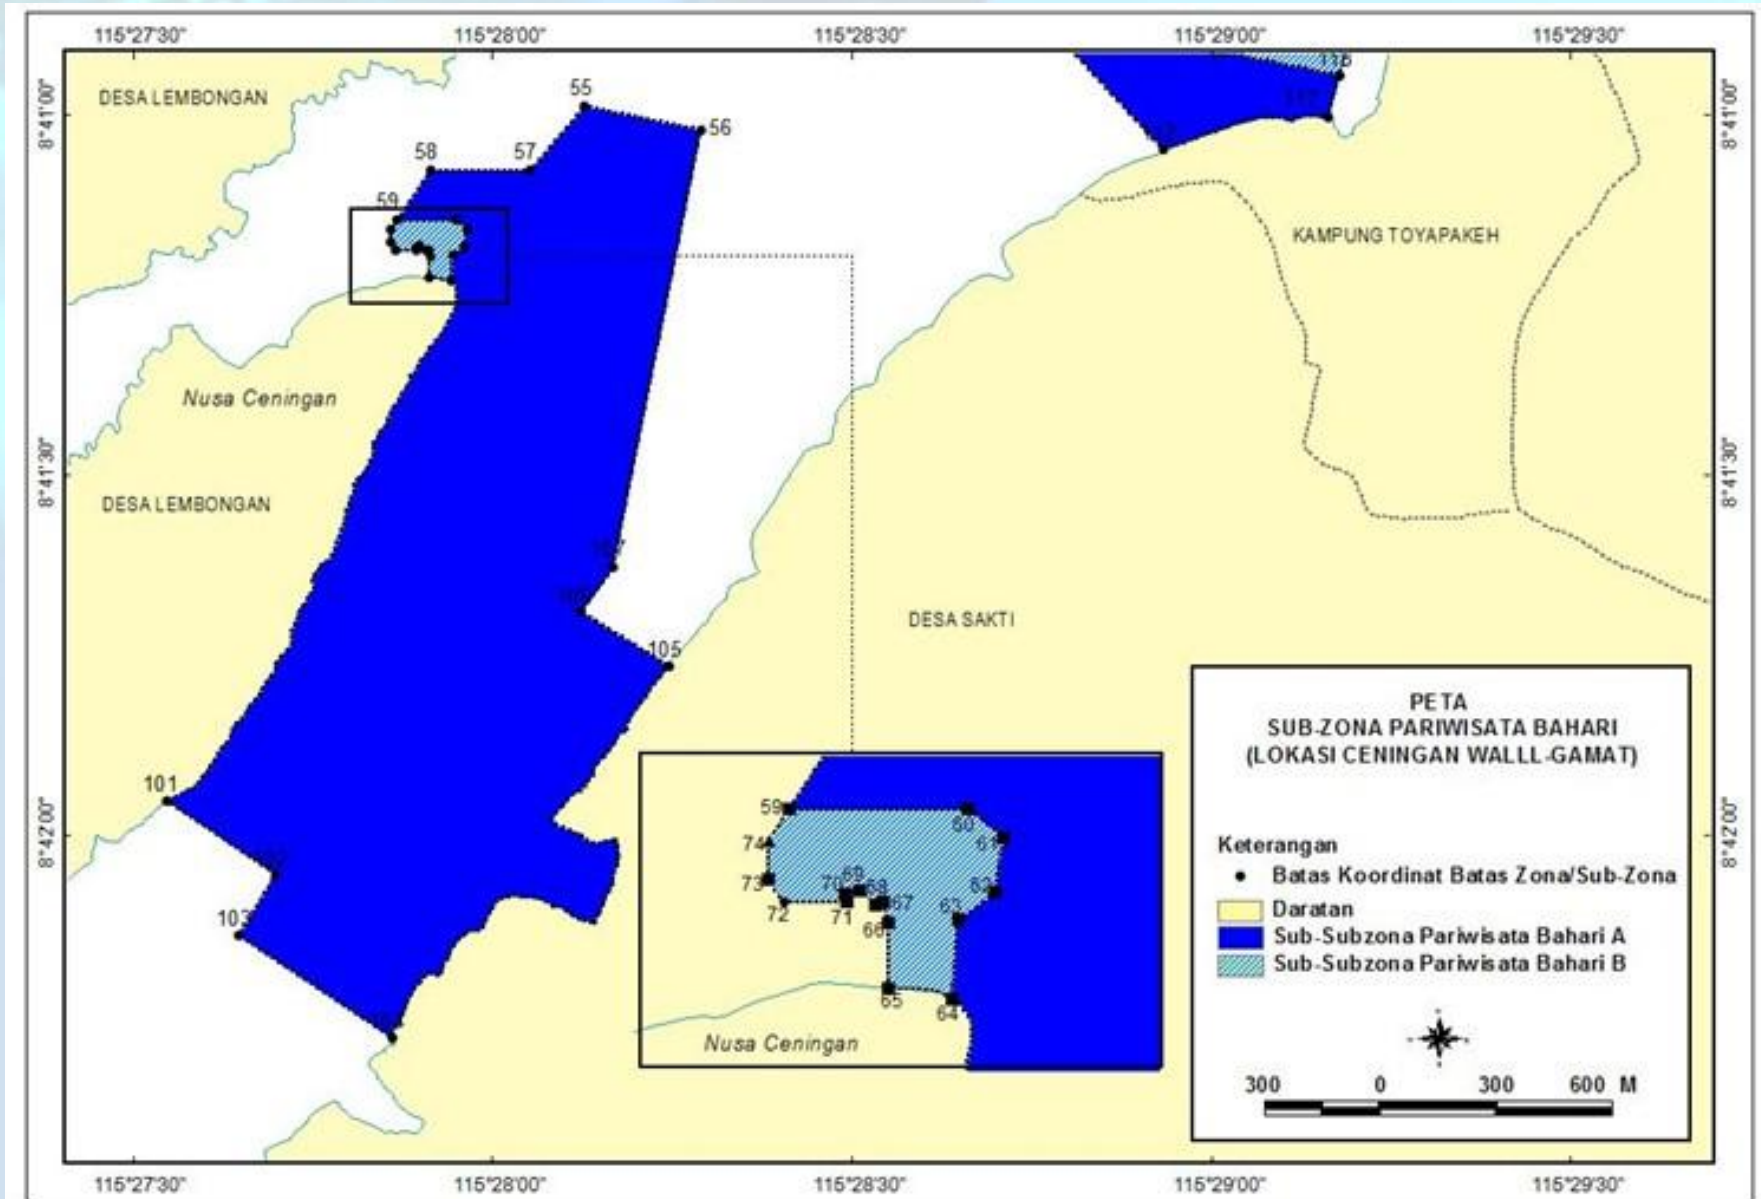 115°27'30"
115°28'00"
115°28'30"
115°29'00"
115°29'30"
DESA LEMBONGAN
8°41'00"
8°41'00"
55
56
57
58
59
KAMPUNG TOYAPAKEH
Nusa Ceningan
DESA LEMBONGAN
8°41'30"
8°41'30"
DESA SAKTI
105
101
103
8°42'00"
8°42'00"
59
60
61
62
63
64
65
66
67
68
69
70
71
72
73
74
Nusa Ceningan
PETA
SUB-ZONA PARIWISATA BAHARI
(LOKASI CENINGAN WALLL-GAMAT)
Keterangan
Batas Koordinat Batas Zona/Sub-Zona
Daratan
Sub-Subzona Pariwisata Bahari A
Sub-Subzona Pariwisata Bahari B
300 0 300 600 M
115°27'30"
115°28'00"
115°28'30"
115°29'00"
115°29'30"